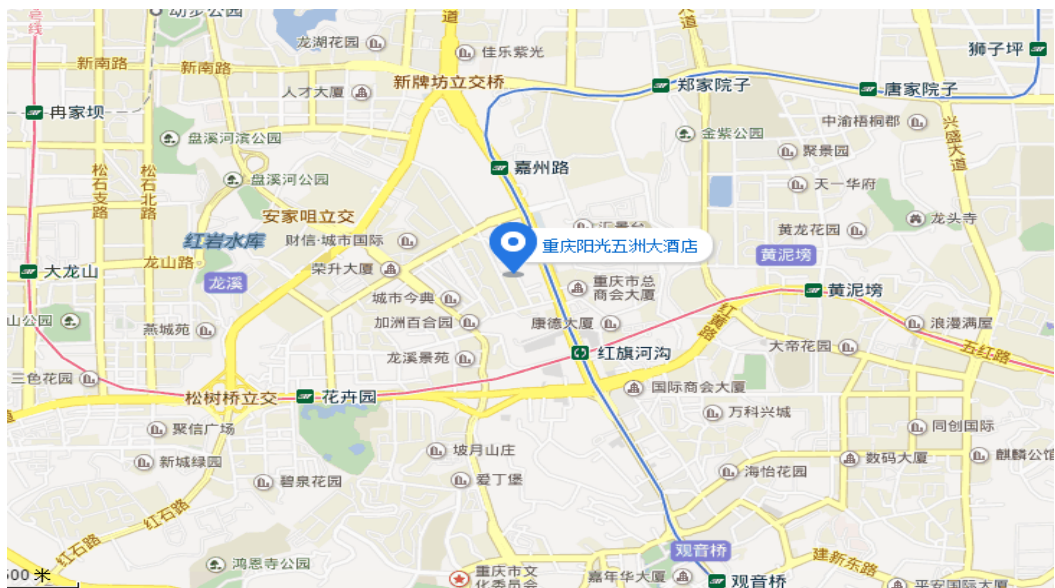 动步公园
号线
道
大道
狮子坪
龙湖花园
佳乐紫光
新南路
新南路
新牌坊立交桥
郑家院子
唐家院子
人才大厦
冉家坝
中渝梧桐郡
盘溪河滨公园
金紫公园
兴盛大道
聚景园
嘉州路
松石支路
松石北路
盘溪河公园
天一华府
安家咀立交
龙头寺
汇景台
黄龙花园
红岩水库
财信·城市国际
重庆阳光五洲大酒店
黄泥塝
龙山路
大龙山
荣升大厦
龙溪
重庆市总
商会大厦
黄泥塝
城市今典
山公园
燕城苑
加洲百合园
康德大厦
红黄路
浪漫满屋
龙溪景苑
红旗河沟
大帝花园
五红路
三色花园
国际商会大厦
松树桥立交
花卉园
万科兴城
聚信广场
同创国际
坡月山庄
新城绿园
数码大厦
麒麟公馆
海怡花园
碧泉花园
爱丁堡
红石路
红石路
观音桥
鸿恩寺公园
建新东路
500 米
重庆市文
化委员会
嘉年华大厦
观音桥
平安国际大厦